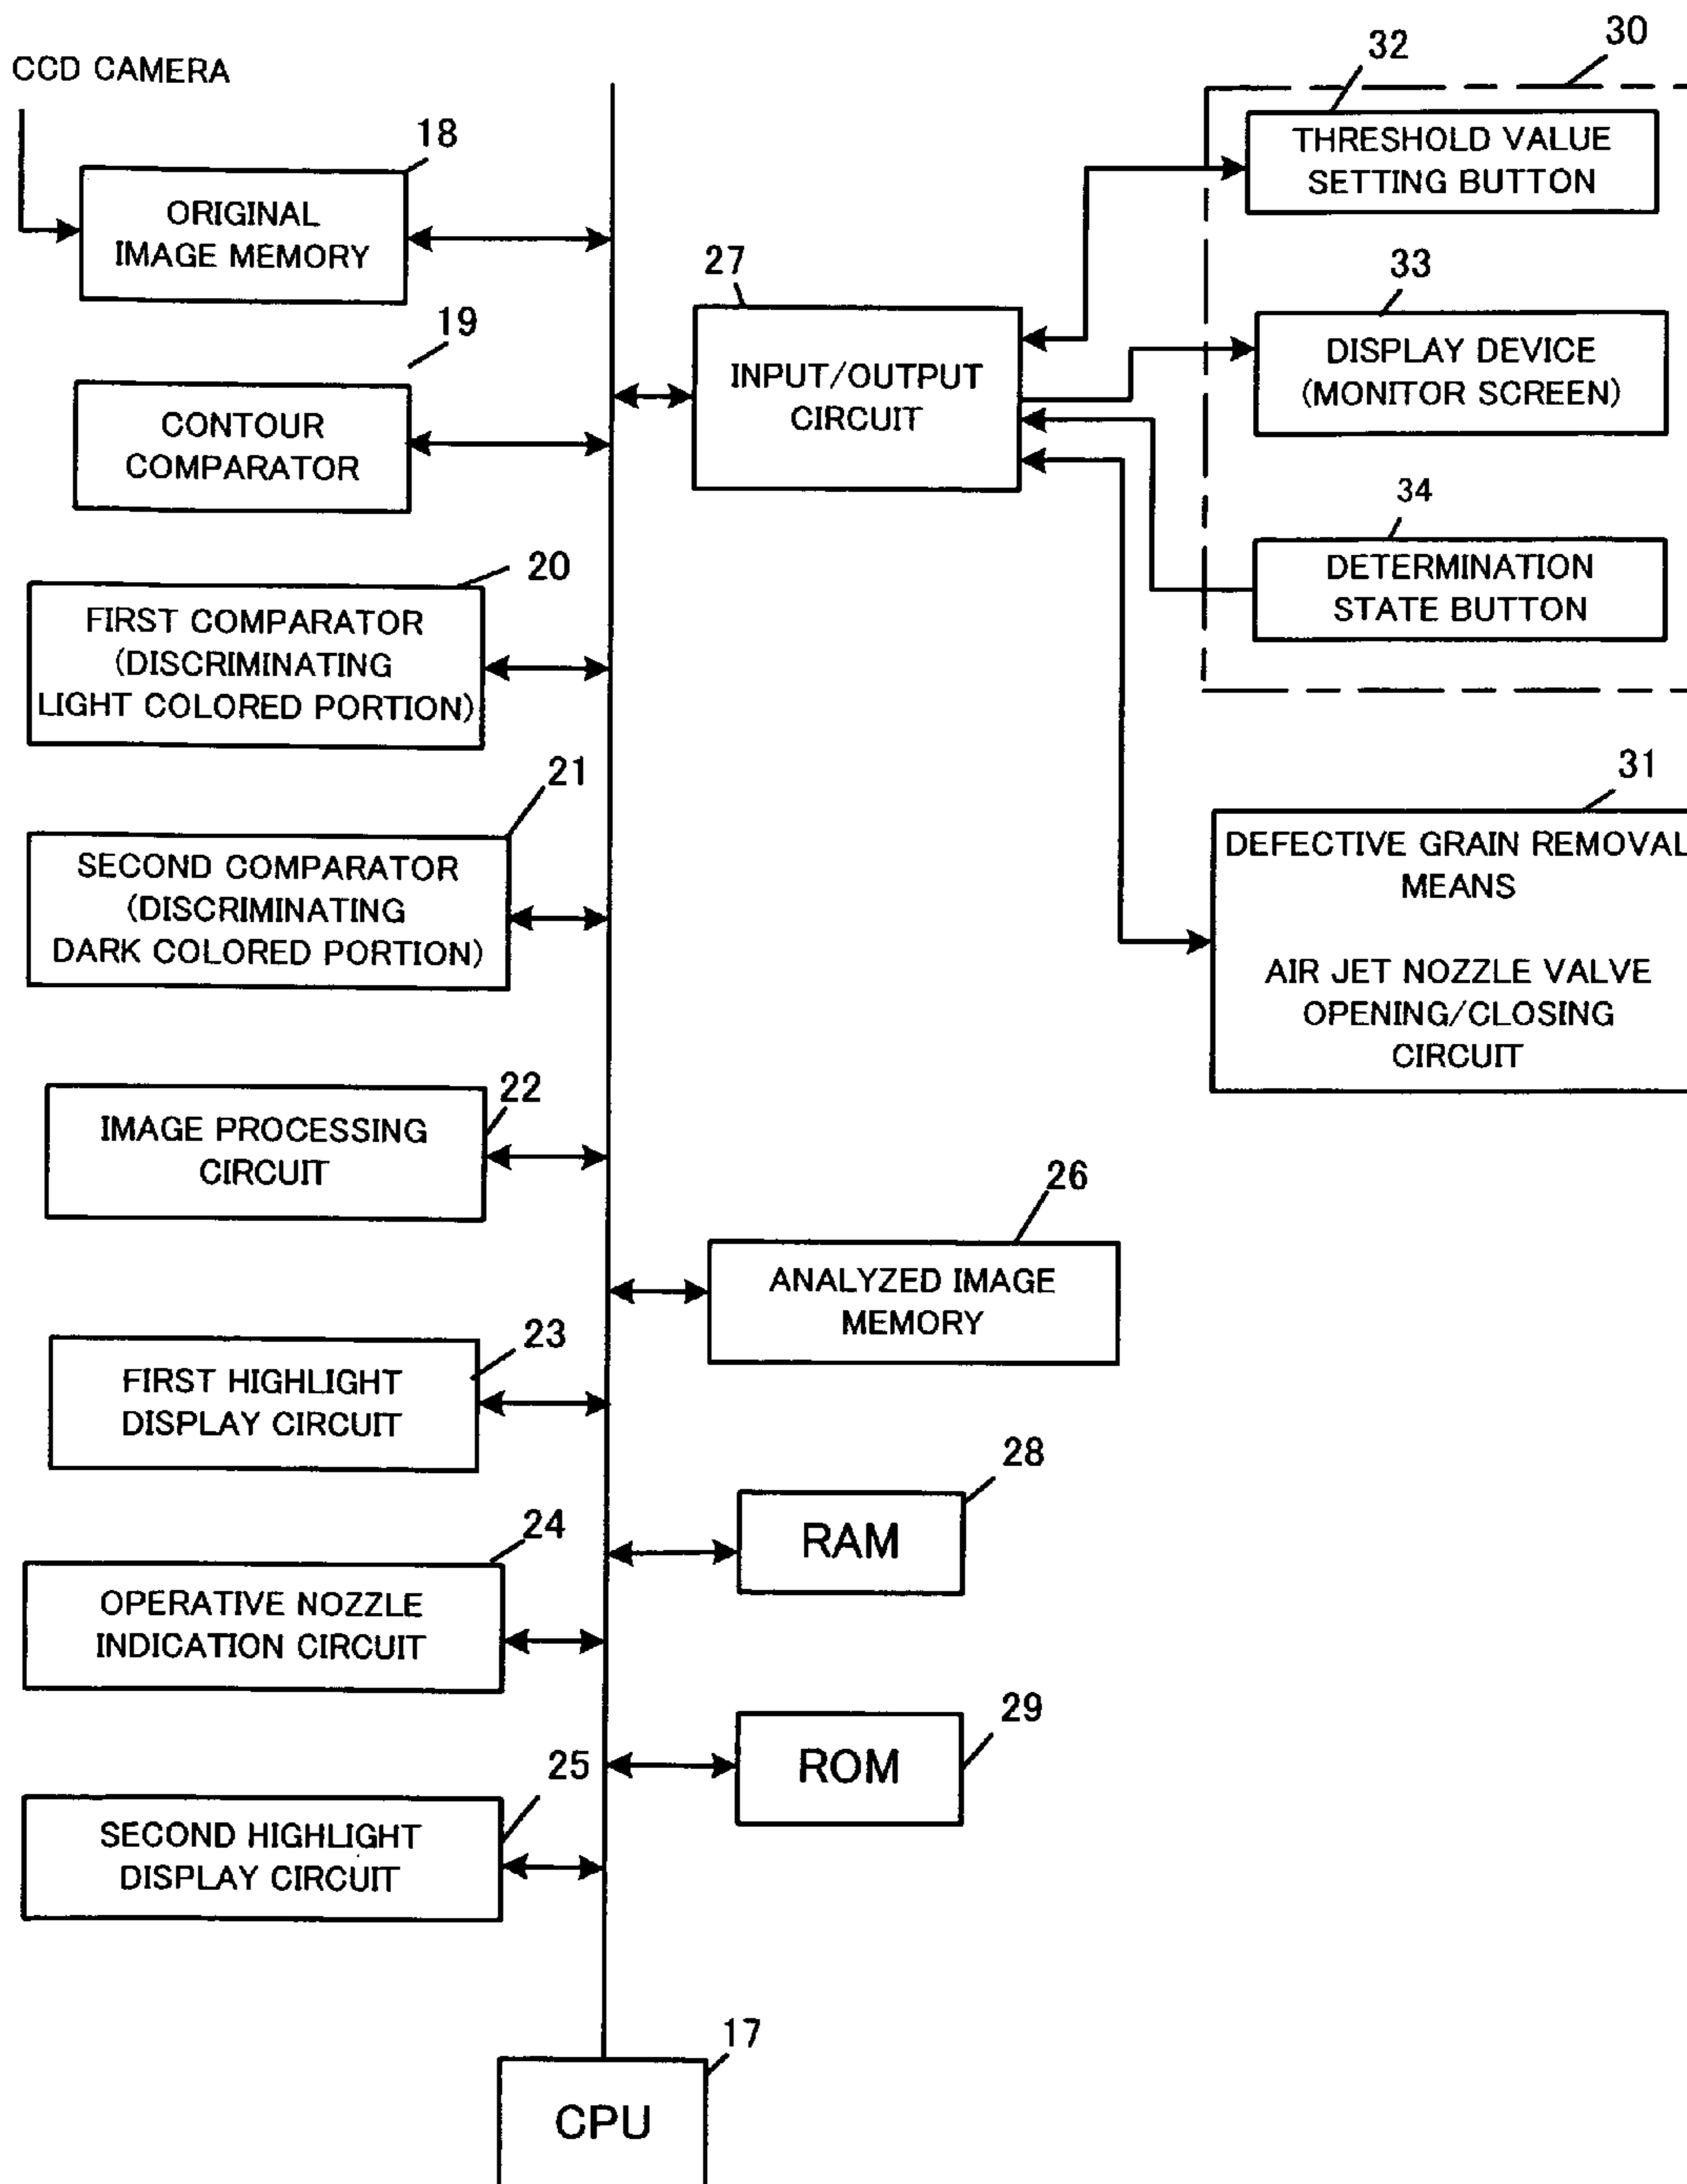 CCD CAMERA
18
ORIGINAL
IMAGE MEMORY
19
CONTOUR
COMPARATOR
20
FIRST COMPARATOR
(DISCRIMINATING
LIGHT COLORED PORTION)
21
SECOND COMPARATOR
(DISCRIMINATING
DARK COLORED PORTION)
22
IMAGE PROCESSING
CIRCUIT
23
FIRST HIGHLIGHT
DISPLAY CIRCUIT
24
OPERATIVE NOZZLE
INDICATION CIRCUIT
25
SECOND HIGHLIGHT
DISPLAY CIRCUIT
17
CPU
27
INPUT/OUTPUT
CIRCUIT
26
ANALYZED IMAGE
MEMORY
28
RAM
29
ROM
30
32
THRESHOLD VALUE
SETTING BUTTON
33
DISPLAY DEVICE
(MONITOR SCREEN)
34
DETERMINATION
STATE BUTTON
31
DEFECTIVE GRAIN REMOVAL
MEANS
AIR JET NOZZLE VALVE
OPENING/CLOSING
CIRCUIT